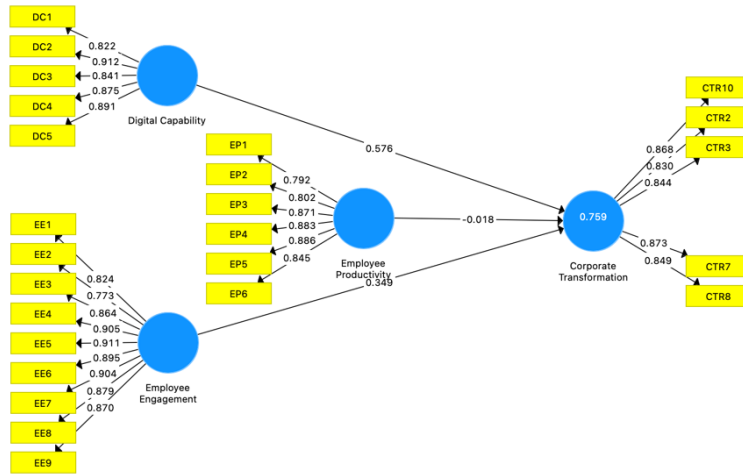 DC1
DC2
DC3
DC4
DC5
0.822
0.912
0.841
0.875
0.891
Digital Capability
EP1
EP2
EP3
EP4
EP5
EP6
0.792
0.802
0.871
0.883
0.886
0.845
Employee
Productivity
EE1
EE2
EE3
EE4
EE5
EE6
EE7
EE8
EE9
0.824
0.773
0.864
0.905
0.911
0.895
0.904
0.879
0.870
Employee
Engagement
0.576
-0.018
0.349
0.759
Corporate
Transformation
0.868
0.830
0.844
0.873
0.849
CTR10
CTR2
CTR3
CTR7
CTR8